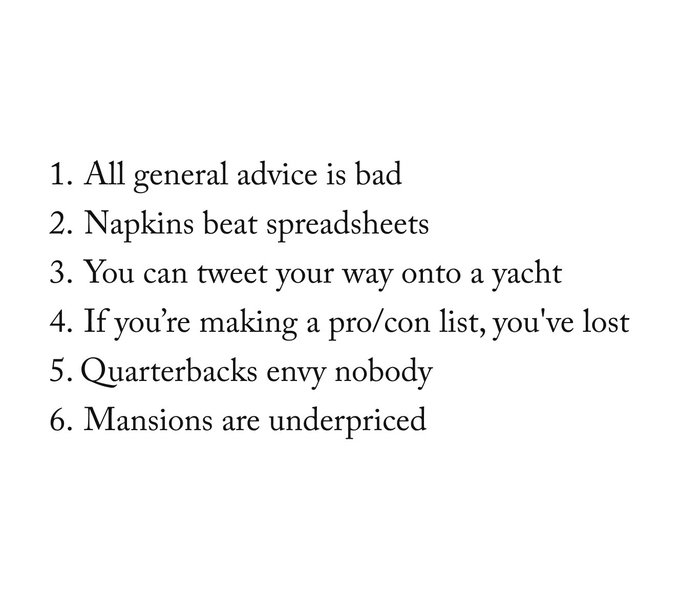 1. All general advice is bad
2. Napkins beat spreadsheets
3. You can tweet your way onto a yacht
4. If you’re making a pro/con list, you've lost
5. Quarterbacks envy nobody
6. Mansions are underpriced